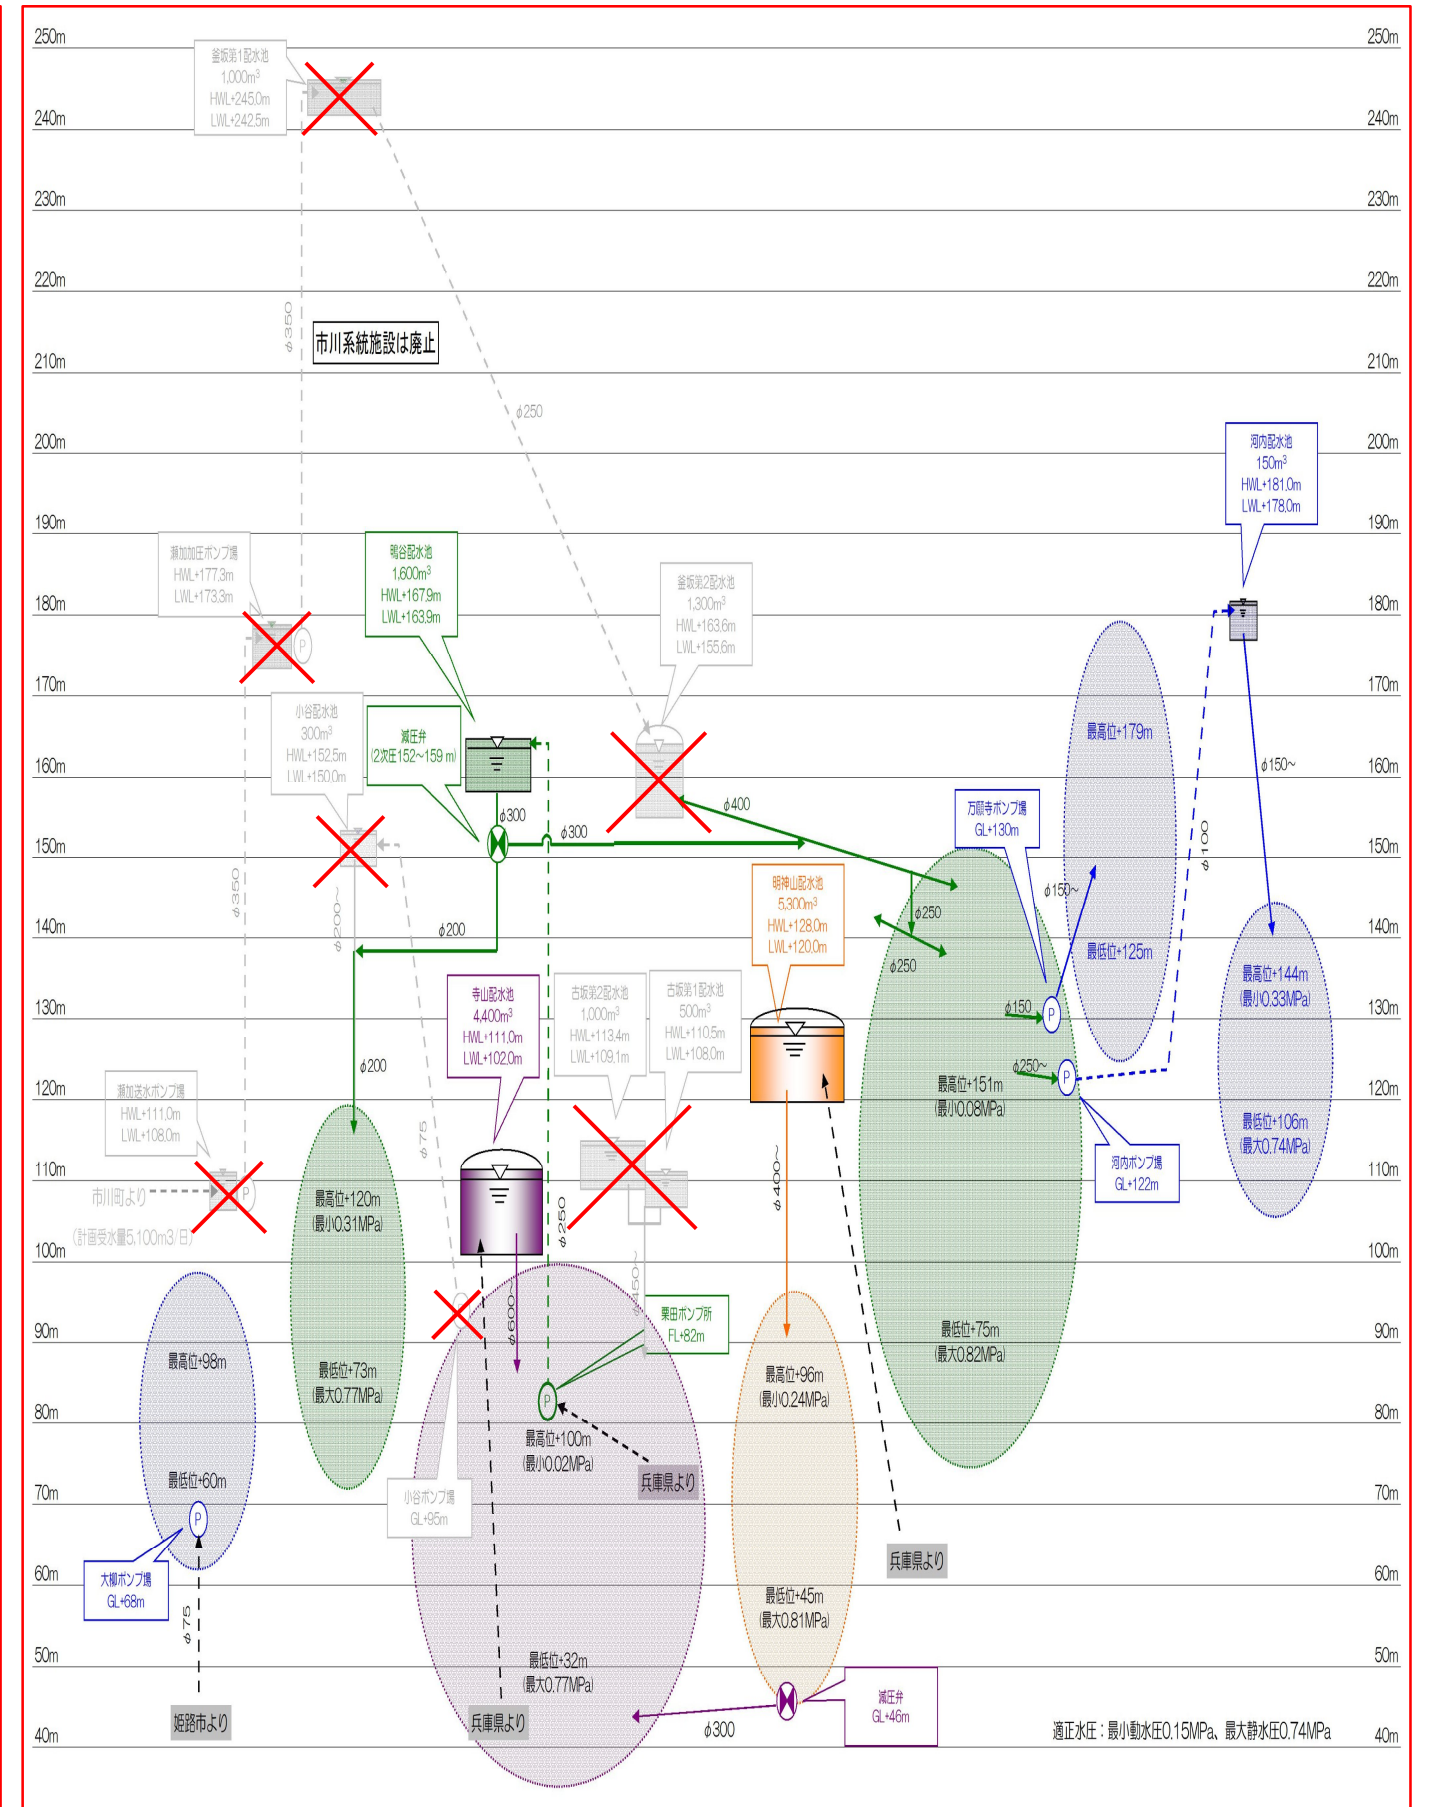 250m
250m
釜坂第1配水池
1,000m³
HWL+245.0m
LWL+242.5m
240m
240m
230m
230m
220m
220m
φ350
市川系統施設は廃止
210m
210m
φ250
200m
200m
河内配水池
150m³
HWL+181.0m
LWL+178.0m
190m
190m
瀬加加圧ポンプ場
HWL+177.3m
LWL+173.3m
鴨谷配水池
1,600m³
HWL+167.9m
LWL+163.9m
釜坂第2配水池
1,300m³
HWL+163.6m
LWL+155.6m
180m
180m
P
170m
170m
小谷配水池
300m³
HWL+152.5m
LWL+150.0m
減圧弁
(2次圧152～159 m)
最高位+179m
160m
160m
φ150～
φ400
万願寺ポンプ場
GL+130m
φ300
φ300
φ100
150m
150m
明神山配水池
5,300m³
HWL+128.0m
LWL+120.0m
φ350
φ200～
φ150～
φ250
140m
140m
φ200
φ250
最低位+125m
最高位+144m
(最小0.33MPa)
寺山配水池
4,400m³
HWL+111.0m
LWL+102.0m
古坂第2配水池
1,000m³
HWL+113.4m
LWL+109.1m
古坂第1配水池
500m³
HWL+110.5m
LWL+108.0m
130m
130m
φ150
P
φ200
φ250～
P
120m
120m
瀬加送水ポンプ場
HWL+111.0m
LWL+108.0m
最高位+151m
(最小0.08MPa)
最低位+106m
(最大0.74MPa)
φ75
河内ポンプ場
GL+122m
110m
110m
市川町より
P
(計画受水量5,100m3/日)
最高位+120m
(最小0.31MPa)
φ400～
φ250
100m
100m
φ600～
φ450～
栗田ポンプ所
FL+82m
90m
90m
最低位+75m
(最大0.82MPa)
最高位+98m
最低位+73m
(最大0.77MPa)
最高位+96m
(最小0.24MPa)
P
80m
80m
最高位+100m
(最小0.02MPa)
兵庫県より
最低位+60m
小谷ポンプ場
GL+95m
70m
70m
P
兵庫県より
大柳ポンプ場
GL+68m
60m
60m
最低位+45m
(最大0.81MPa)
φ75
50m
50m
最低位+32m
(最大0.77MPa)
減圧弁
GL+46m
姫路市より
兵庫県より
φ300
適正水圧：最小動水圧0.15MPa、最大静水圧0.74MPa
40m
40m